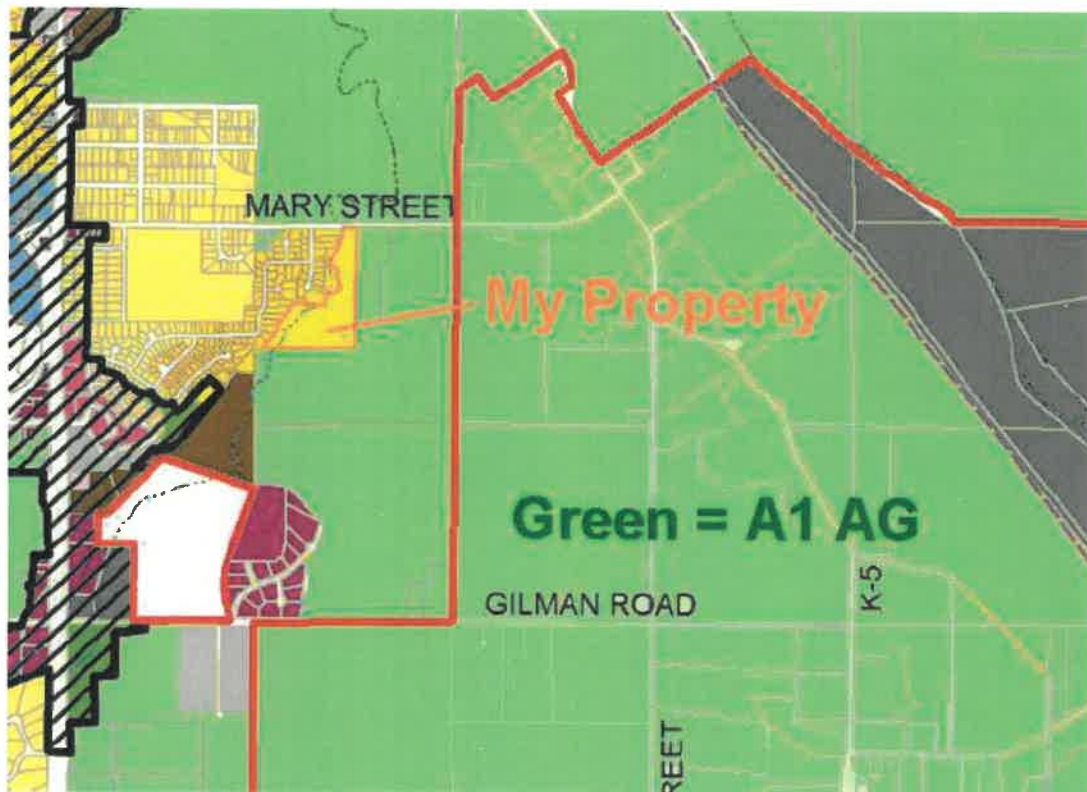 MARY STREET
My Property
Green = A1 AG
GILMAN ROAD
K-5
REET